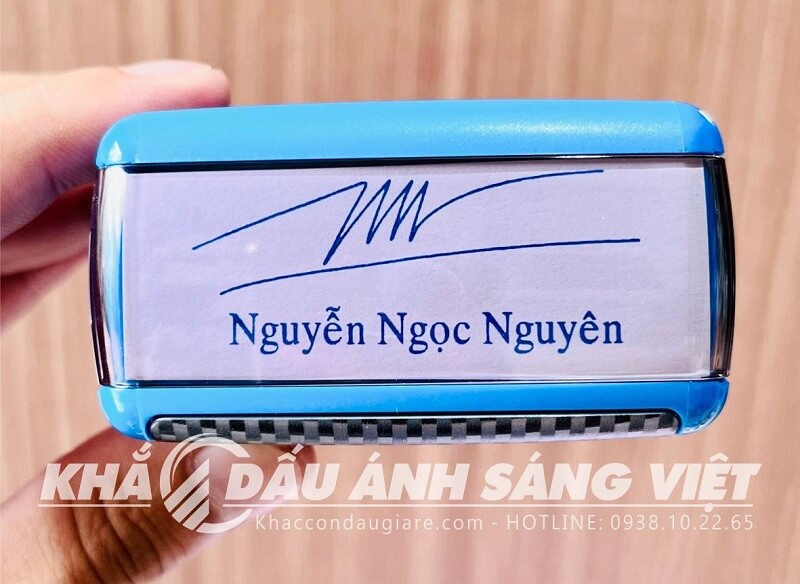 Nguyễn Ngọc Nguyên
KHẮC DẤU ÁNH SÁNG VIỆT
Khaccondaugiare.com - HOTLINE: 0938.10.22.65